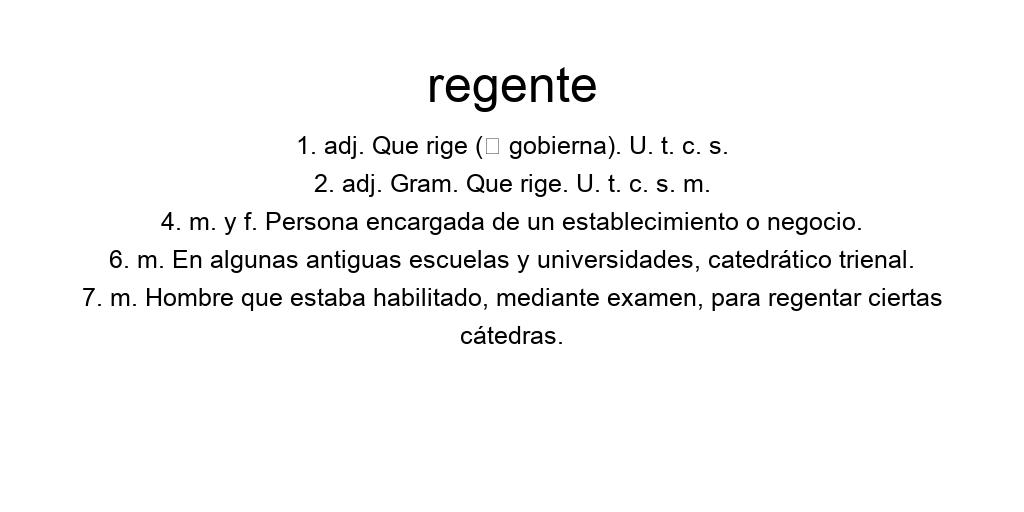 regente
1. adj. Que rige (□ gobierna). U. t. c. s.
2. adj. Gram. Que rige. U. t. c. s. m.
4. m. y f. Persona encargada de un establecimiento o negocio.
6. m. En algunas antiguas escuelas y universidades, catedrático trienal.
7. m. Hombre que estaba habilitado, mediante examen, para regentar ciertas
cátedras.